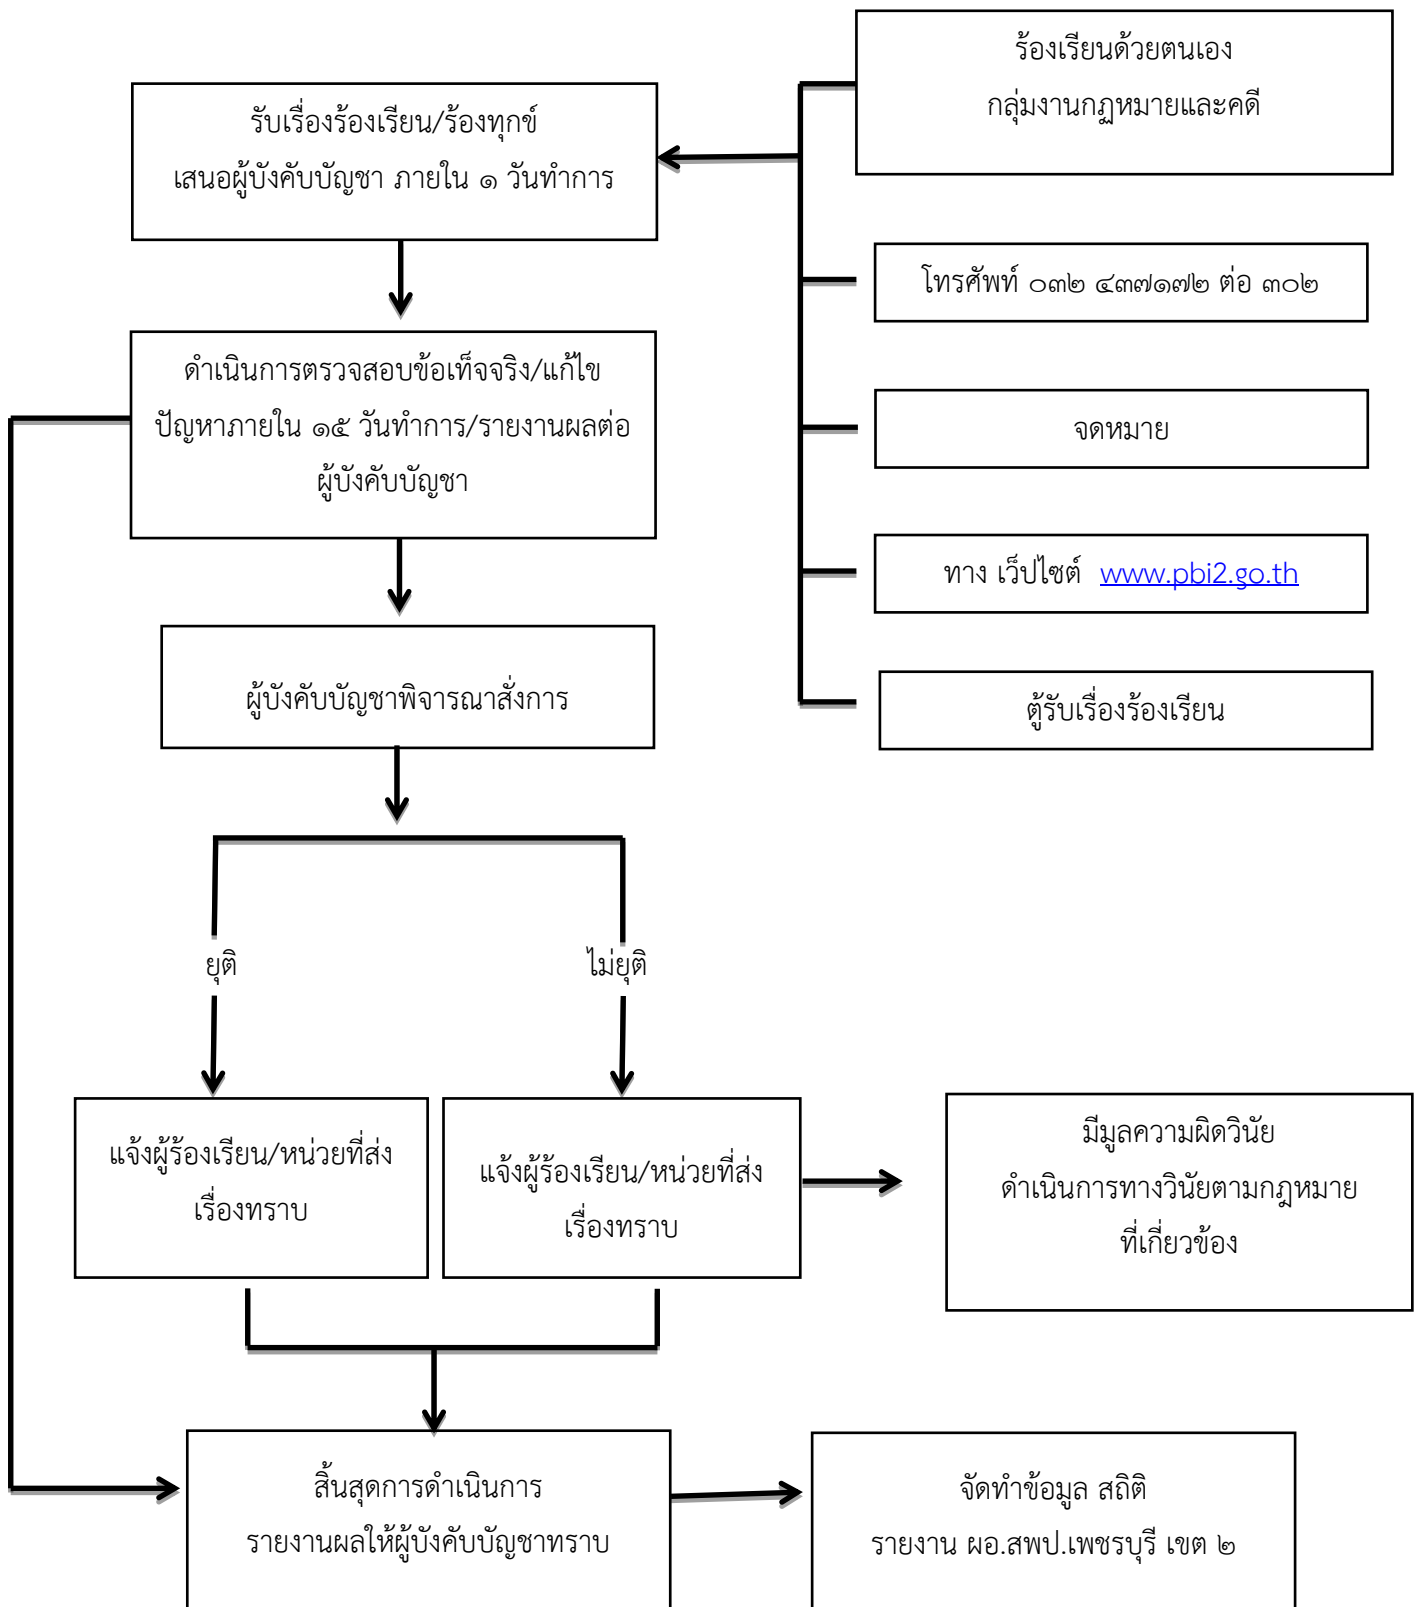 ร้องเรียนด้วยตนเอง
กลุ่มงานกฎหมายและคดี
รับเรื่องร้องเรียน/ร้องทุกข์
เสนอผู้บังคับบัญชา ภายใน ๑ วันทำการ
โทรศัพท์ ๐๓๒ ๔๓๗๑๗๒ ต่อ ๓๐๒
ดำเนินการตรวจสอบข้อเท็จจริง/แก้ไข
ปัญหาภายใน ๑๕ วันทำการ/รายงานผลต่อ
ผู้บังคับบัญชา
จดหมาย
ทาง เว็ปไซต์ www.pbi2.go.th
ผู้บังคับบัญชาพิจารณาสั่งการ
ตู้รับเรื่องร้องเรียน
ยุติ
ไม่ยุติ
แจ้งผู้ร้องเรียน/หน่วยที่ส่ง
เรื่องทราบ
แจ้งผู้ร้องเรียน/หน่วยที่ส่ง
เรื่องทราบ
มีมูลความผิดวินัย
ดำเนินการทางวินัยตามกฎหมาย
ที่เกี่ยวข้อง
สิ้นสุดการดำเนินการ
รายงานผลให้ผู้บังคับบัญชาทราบ
จัดทำข้อมูล สถิติ
รายงาน ผอ.สพป.เพชรบุรี เขต ๒